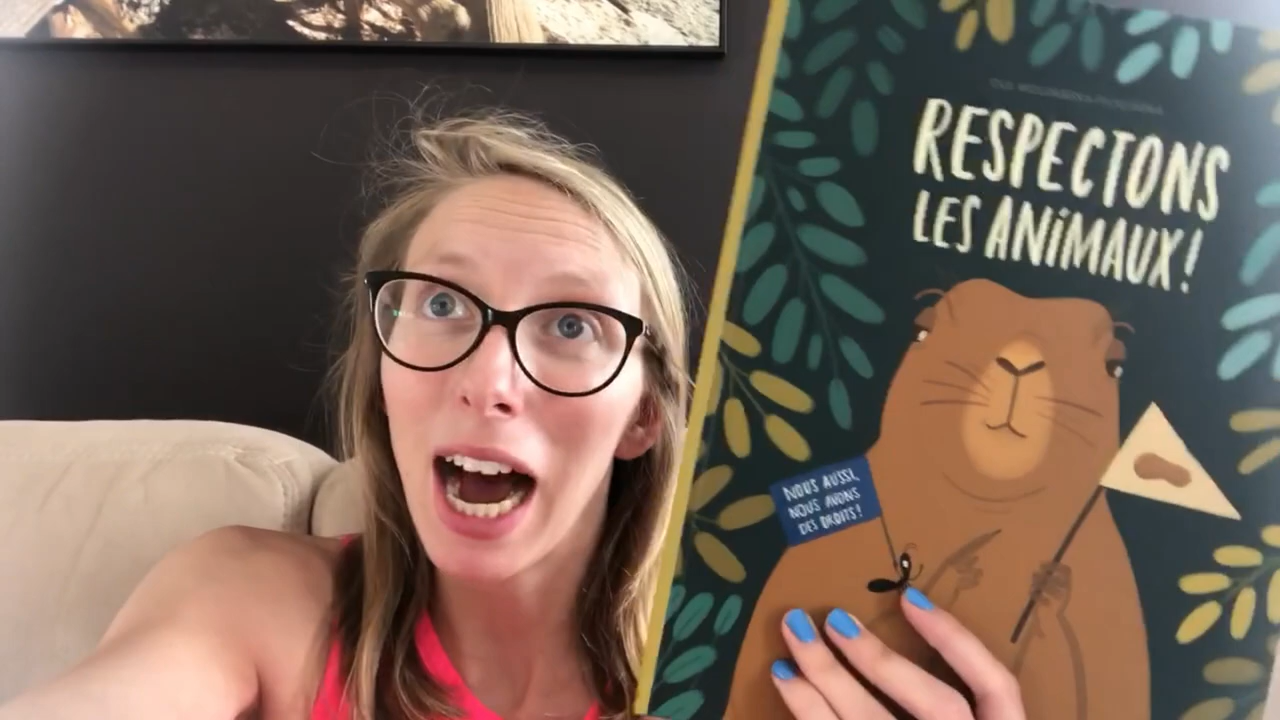 RESPECTONS
LES ANIMAUX!
NOUS AUSSI,
NOUS AVONS
DES DROITS!